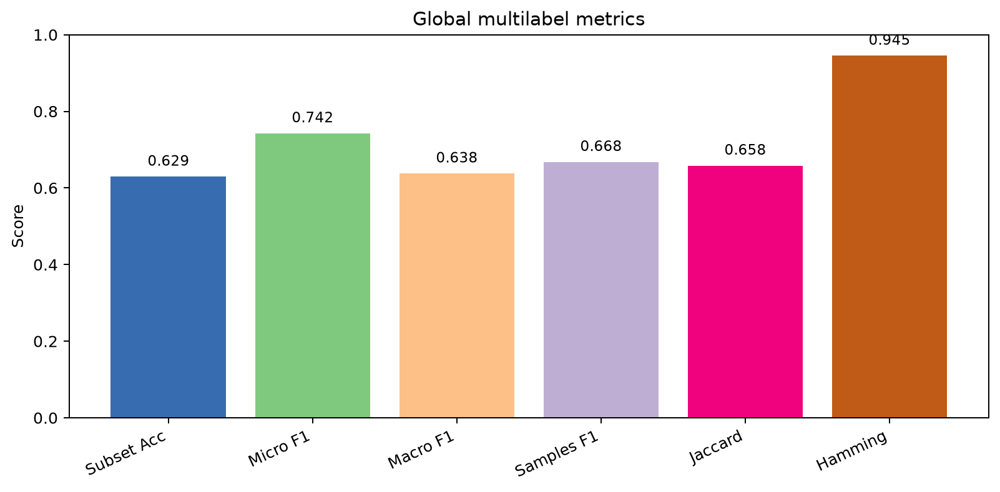 Global multilabel metrics
1.0
0.8
0.6
0.4
0.2
0.0
Score
0.629
0.742
0.638
0.668
0.658
0.945
Subset Acc
Micro F1
Macro F1
Samples F1
Jaccard
Hamming